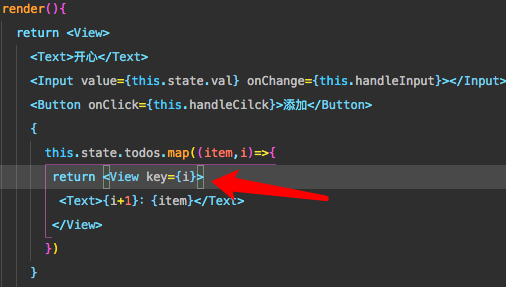 render(){
return <View>
<Text>开心</Text>
<Input value={this.state.val} onChange={this.handleInput}></Input>
<Button onClick={this.handleCilck}>添加</Button>
{
this.state.todos.map((item,i)=>{
return <View key={i}>
<Text>{i+1}: {item}</Text>
</View>
})
}